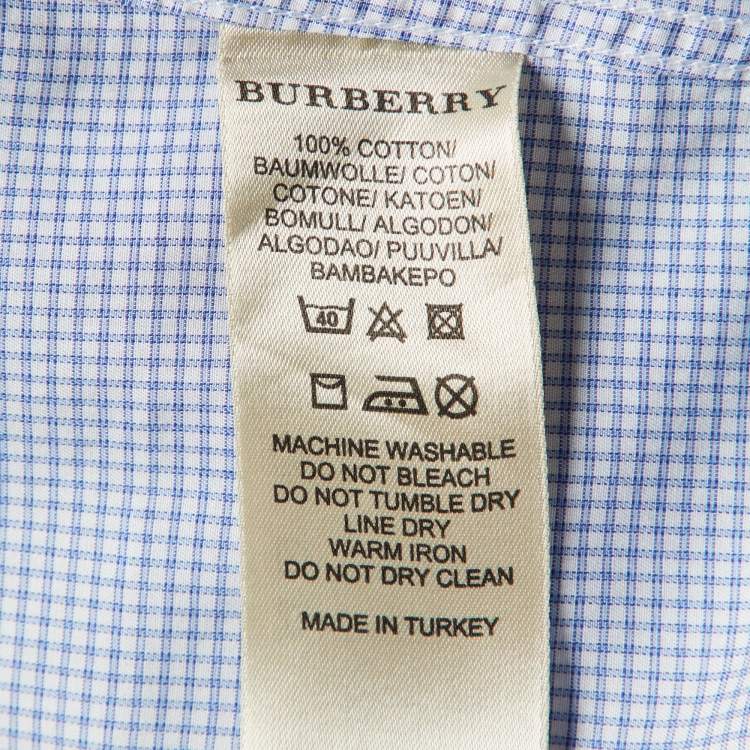 BURBERRY
100% COTTON/
BAUMWOLLE/ COTON/
COTONE/ KATOEN/
BOMULL/ ALGODON/
ALGODAO/ PUUVILLA/
BAMBAKEPO
40
MACHINE WASHABLE
DO NOT BLEACH
DO NOT TUMBLE DRY
LINE DRY
WARM IRON
DO NOT DRY CLEAN
MADE IN TURKEY